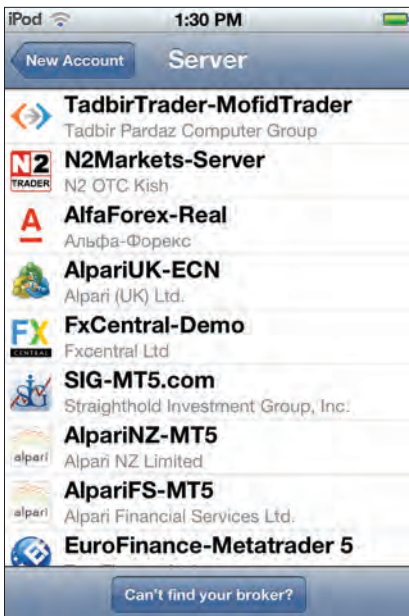 iPod 1:30 PM
New Account Server
TadbirTrader-MofidTrader
Tadbir Pardaz Computer Group
N2 TRADER
N2Markets-Server
N2 OTC Kish
AlfaForex-Real
Альфа-Форекс
AlpariUK-ECN
Alpari (UK) Ltd.
FX CENTRAL
FxCentral-Demo
Fxcentral Ltd
SIG-MT5.com
Straighthold Investment Group, Inc.
alpari
AlpariNZ-MT5
Alpari NZ Limited
alpari
AlpariFS-MT5
Alpari Financial Services Ltd.
EuroFinance-Metatrader 5
Can't find your broker?